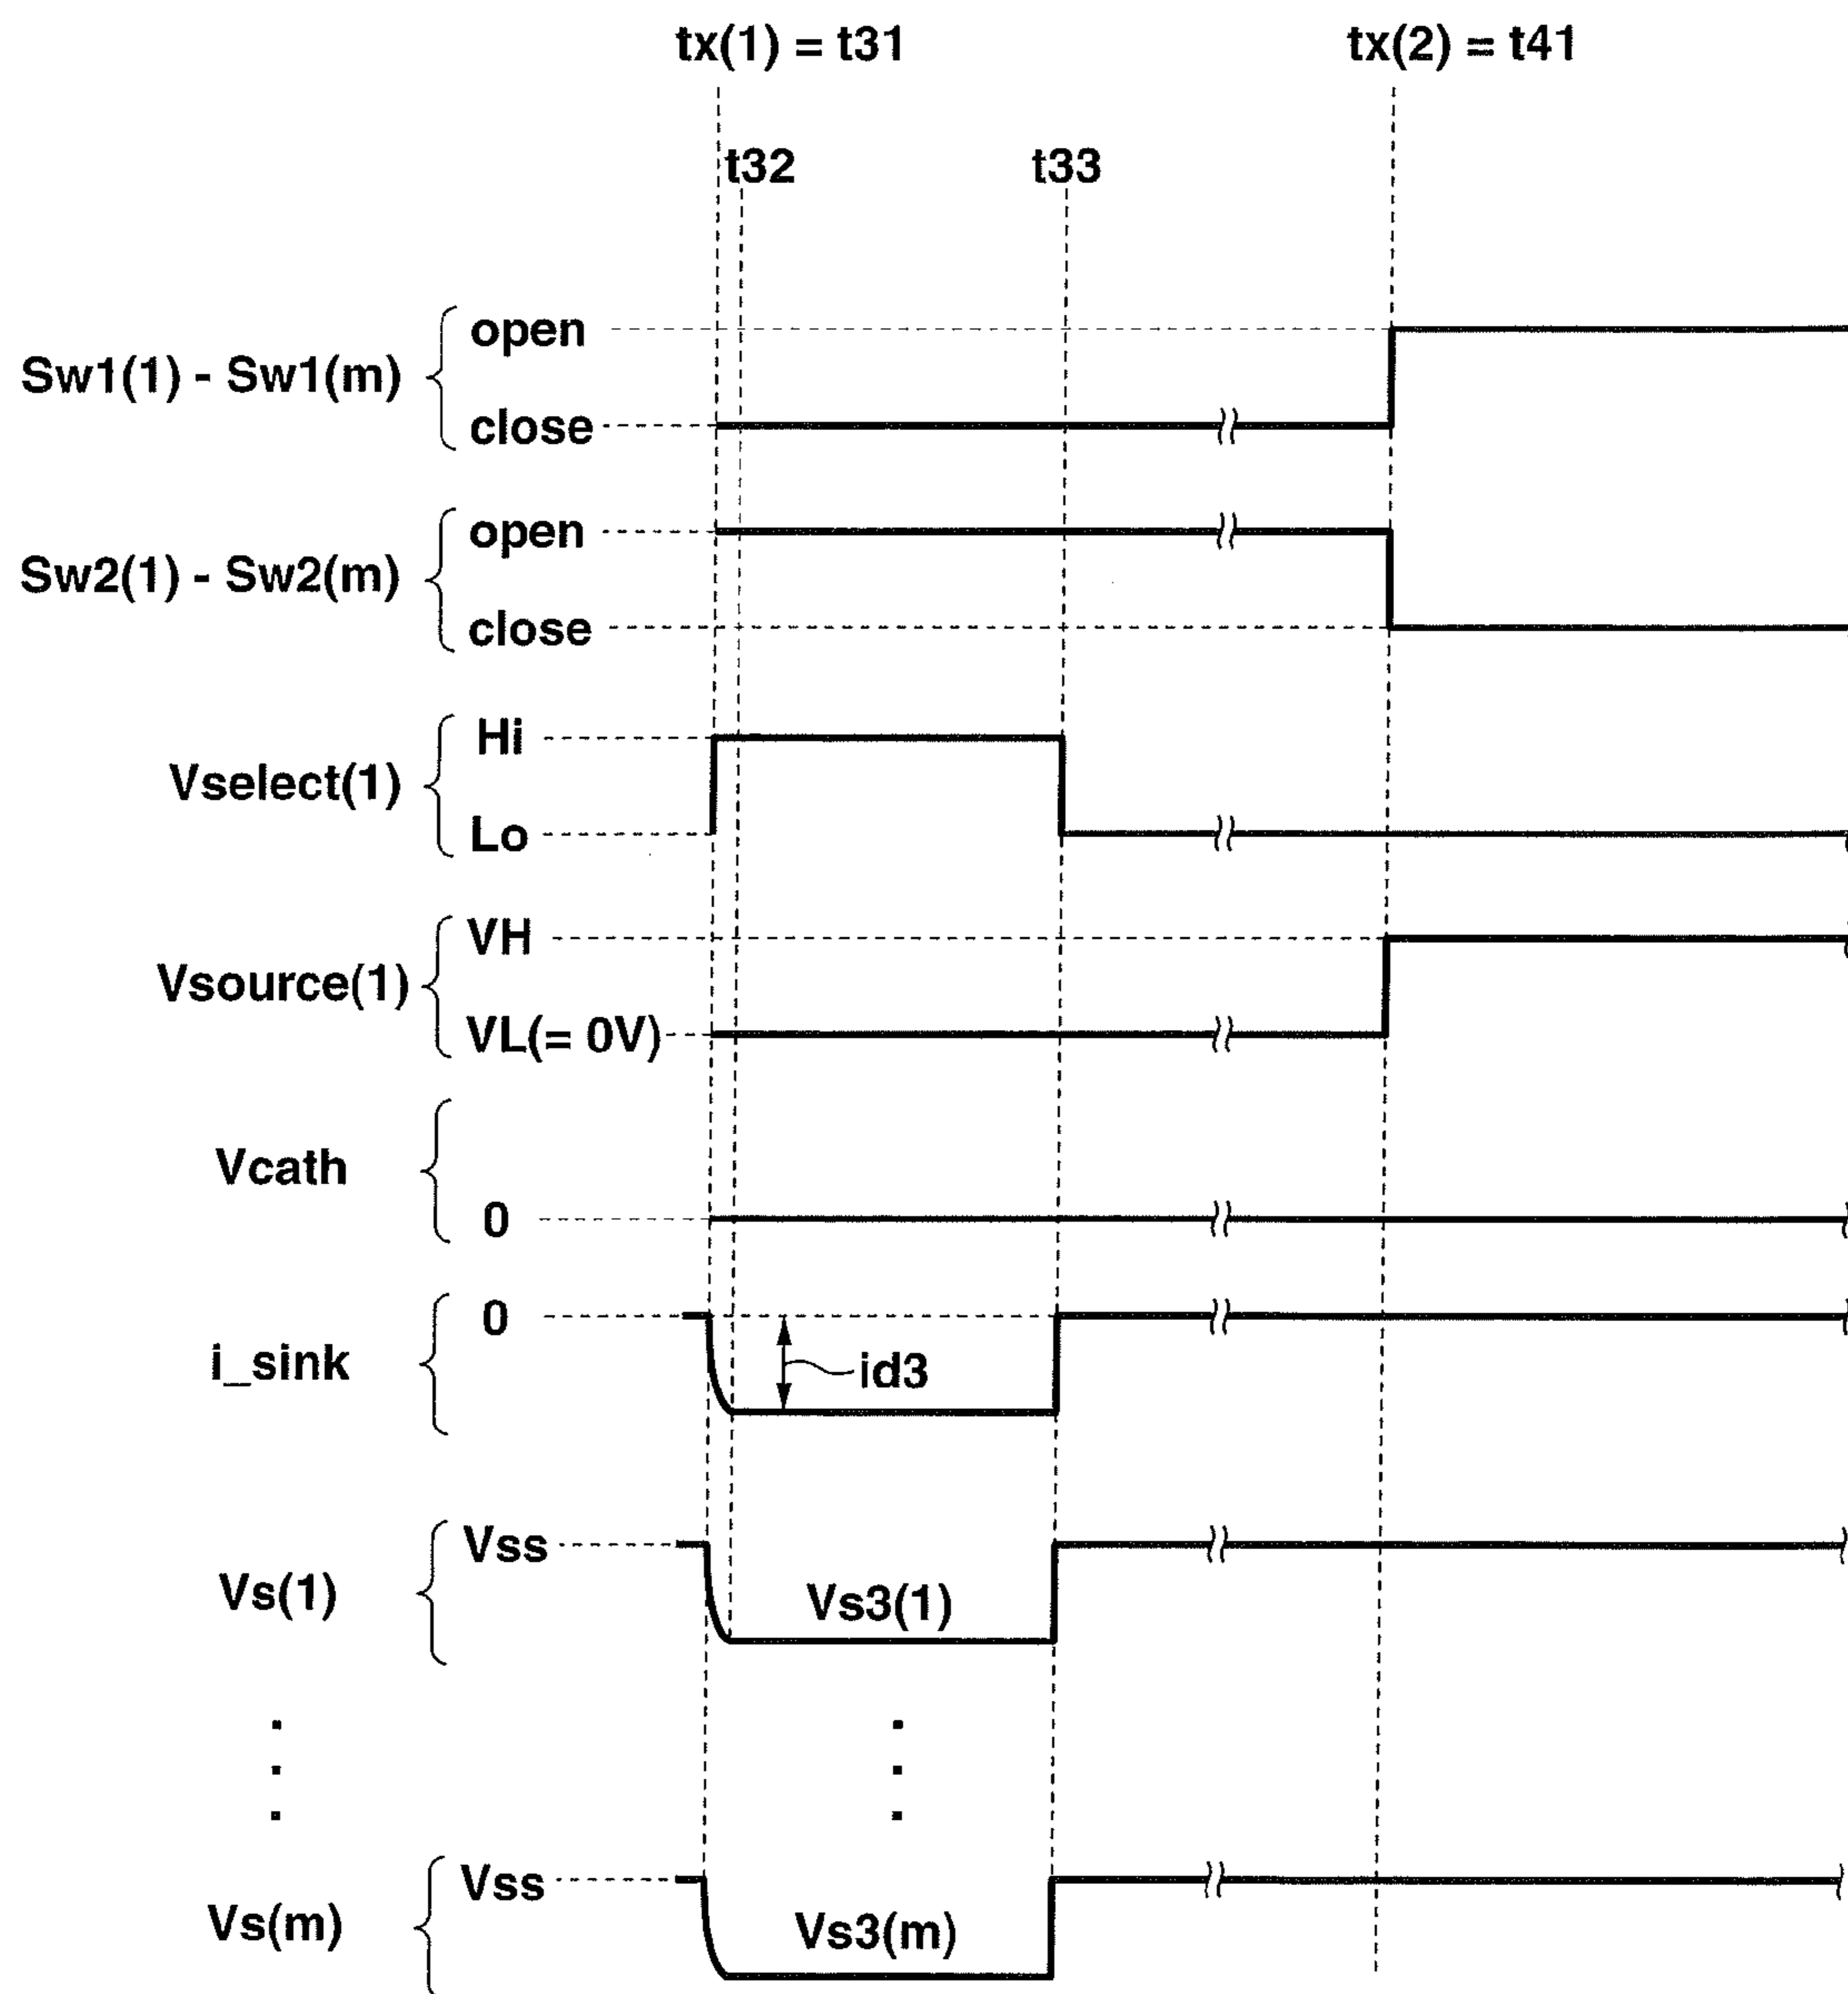 tx(1) = t31
tx(2) = t41
t32
t33
Sw1(1) - Sw1(m)
open
close
Sw2(1) - Sw2(m)
open
close
Vselect(1)
Hi
Lo
Vsource(1)
VH
VL(= 0V)
Vcath
0
i_sink
0
id3
Vs(1)
Vss
Vs3(1)
Vs(m)
Vss
Vs3(m)